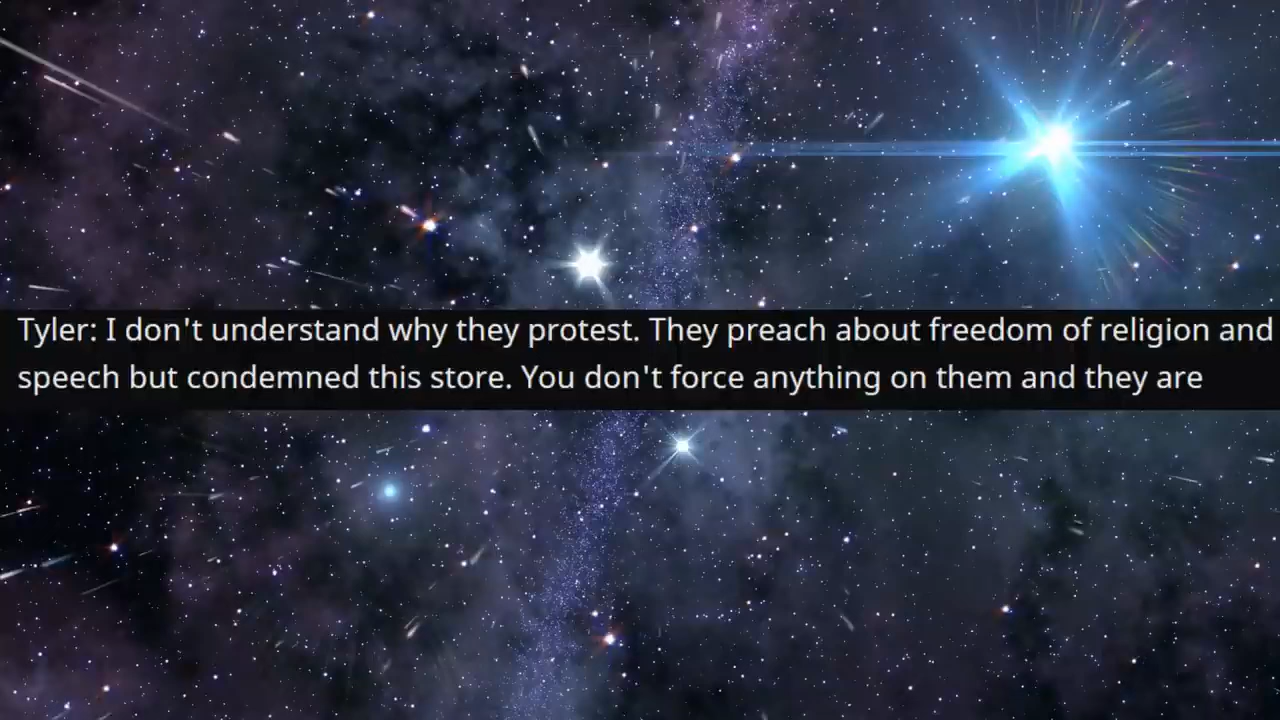 Tyler: I don't understand why they protest. They preach about freedom of religion and
speech but condemned this store. You don't force anything on them and they are